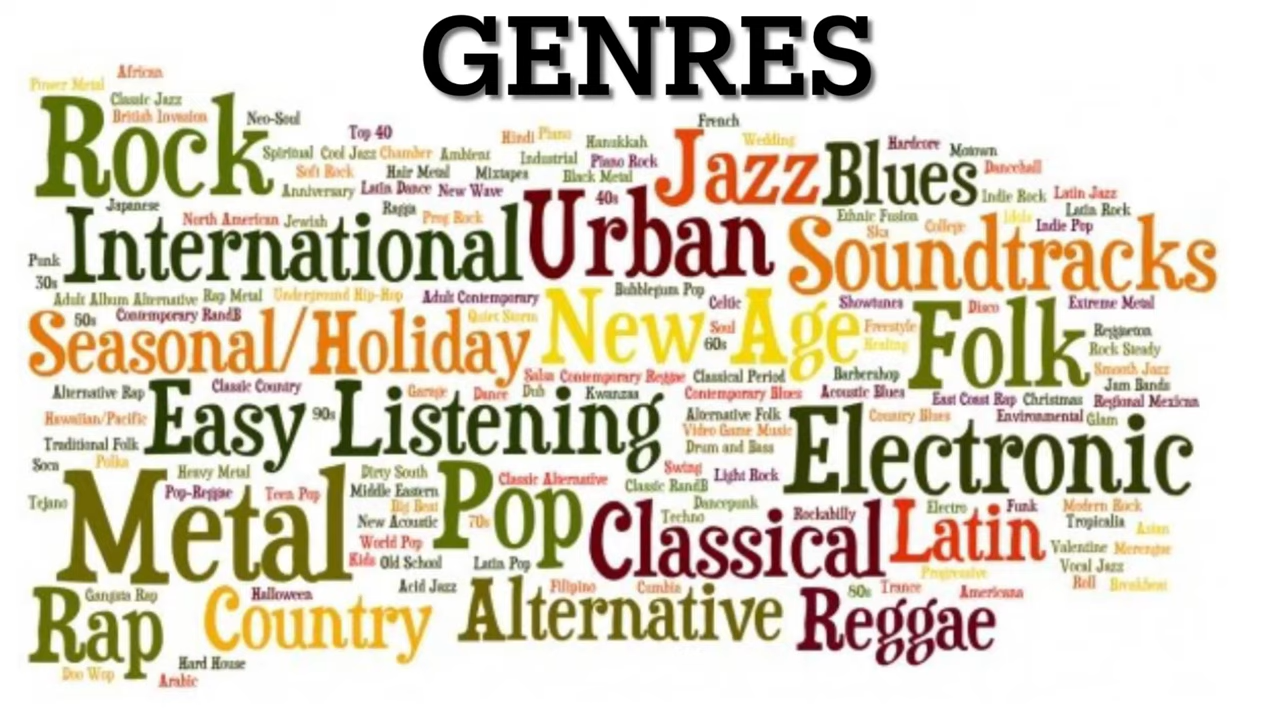 GENRES
African
Power Metal
Classic Jazz
British Invasion
Rock
Neo-Soul
Top 40
Hindi
Piano
Hanukkah
French
Wedding
Hardcore
Motown
Dancehall
Spiritual
Cool Jazz
Chamber
Ambient
Industrial
Piano Rock
Jazz
Blues
Soft Rock
Hair Metal
Mixtapes
Black Metal
Anniversary
Latin Dance
New Wave
40s
Indie Rock
Latin Jazz
Japanese
Ragga
Latin Rock
North American
Jewish
Prog Rock
Ethnic Fusion
Idols
Ska
College
Indie Pop
International
Urban
Soundtracks
Punk
30s
Adult Album Alternative
Rap Metal
Underground Hip-Hop
Adult Contemporary
Bubblegum Pop
Celtic
Showtunes
Disco
Extreme Metal
50s
Contemporary RandB
Quiet Storm
Seasonal/Holiday
New Age
Soul
60s
Freestyle
Healing
Folk
Reggaeton
Rock Steady
Smooth Jazz
Jam Bands
Salsa
Contemporary Reggae
Classical Period
Barbershop
Alternative Rap
Classic Country
Garage
Dance
Dub
Kwanzaa
Contemporary Blues
Acoustic Blues
East Coast Rap
Christmas
Regional Mexican
Hawaiian/Pacific
Easy Listening
90s
Alternative Folk
Country Blues
Environmental
Glam
Video Game Music
Traditional Folk
Drum and Bass
Electronic
Soca
Polka
Heavy Metal
Dirty South
Swing
Light Rock
Classic Alternative
Classic RandB
Tejano
Metal
Pop-Reggae
Teen Pop
Middle Eastern
Big Beat
Pop
70s
Dancepunk
Electro
Funk
Modern Rock
New Acoustic
Techno
Rockabilly
Tropicalia
Asian
World Pop
Classical
Latin
Valentine
Merengue
Kids
Old School
Latin Pop
Vocal Jazz
Progressive
Roll
Breakbeat
Gangsta Rap
Halloween
Acid Jazz
Filipino
Cumbia
80s
Trance
Americana
Rap
Country
Alternative
Reggae
Doo Wop
Hard House
Arabic